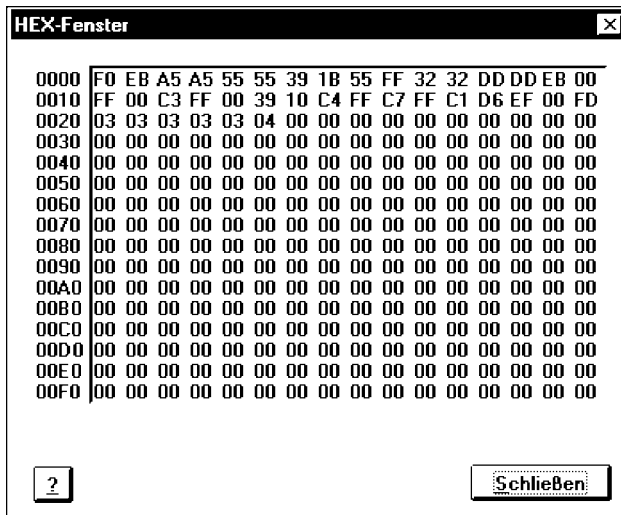 HEX-Fenster
0000 F0 EB A5 A5 55 55 39 1B 55 FF 32 32 DD DD EB 00
0010 FF 00 C3 FF 00 39 10 C4 FF C7 FF C1 D6 EF 00 FD
0020 03 03 03 03 03 04 00 00 00 00 00 00 00 00 00 00
0030 00 00 00 00 00 00 00 00 00 00 00 00 00 00 00 00
0040 00 00 00 00 00 00 00 00 00 00 00 00 00 00 00 00
0050 00 00 00 00 00 00 00 00 00 00 00 00 00 00 00 00
0060 00 00 00 00 00 00 00 00 00 00 00 00 00 00 00 00
0070 00 00 00 00 00 00 00 00 00 00 00 00 00 00 00 00
0080 00 00 00 00 00 00 00 00 00 00 00 00 00 00 00 00
0090 00 00 00 00 00 00 00 00 00 00 00 00 00 00 00 00
00A0 00 00 00 00 00 00 00 00 00 00 00 00 00 00 00 00
00B0 00 00 00 00 00 00 00 00 00 00 00 00 00 00 00 00
00C0 00 00 00 00 00 00 00 00 00 00 00 00 00 00 00 00
00D0 00 00 00 00 00 00 00 00 00 00 00 00 00 00 00 00
00E0 00 00 00 00 00 00 00 00 00 00 00 00 00 00 00 00
00F0 00 00 00 00 00 00 00 00 00 00 00 00 00 00 00 00
? Schließen